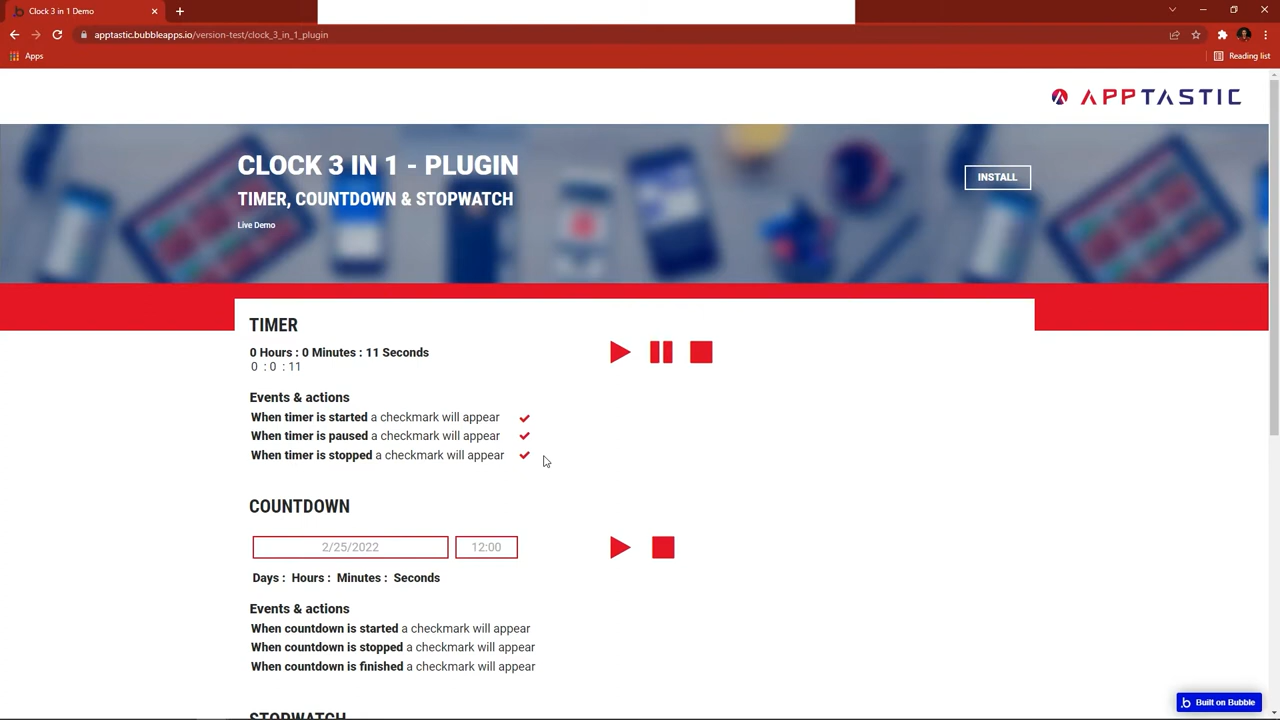 Clock 3 in 1 Demo
apptastic.bubbleapps.io/version-test/clock_3_in_1_plugin
Apps
Reading list
APPTASTIC
CLOCK 3 IN 1 - PLUGIN
TIMER, COUNTDOWN & STOPWATCH
Live Demo
INSTALL
TIMER
0 Hours : 0 Minutes : 11 Seconds
0 : 0 : 11
Events & actions
When timer is started a checkmark will appear
When timer is paused a checkmark will appear
When timer is stopped a checkmark will appear
COUNTDOWN
2/25/2022 12:00
Days : Hours : Minutes : Seconds
Events & actions
When countdown is started a checkmark will appear
When countdown is stopped a checkmark will appear
When countdown is finished a checkmark will appear
STOPWATCH
Built on Bubble